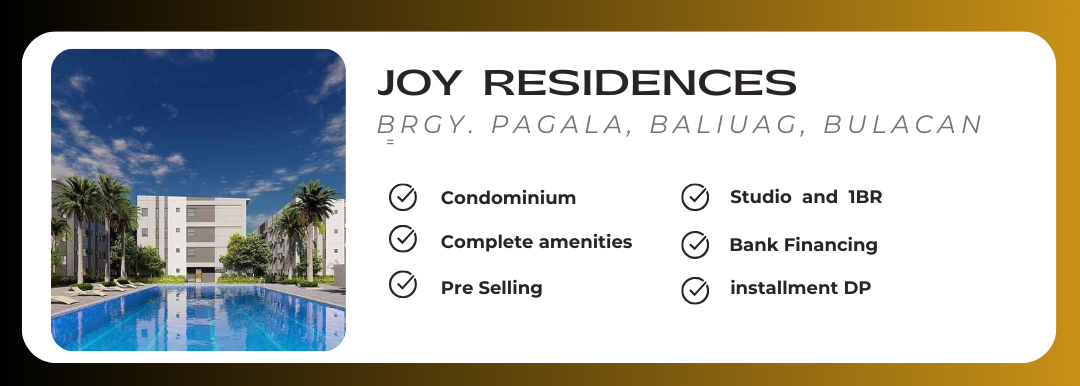 JOY RESIDENCES
BRGY. PAGALA, BALIUAG, BULACAN
=
Condominium
Complete amenities
Pre Selling
Studio and 1BR
Bank Financing
installment DP